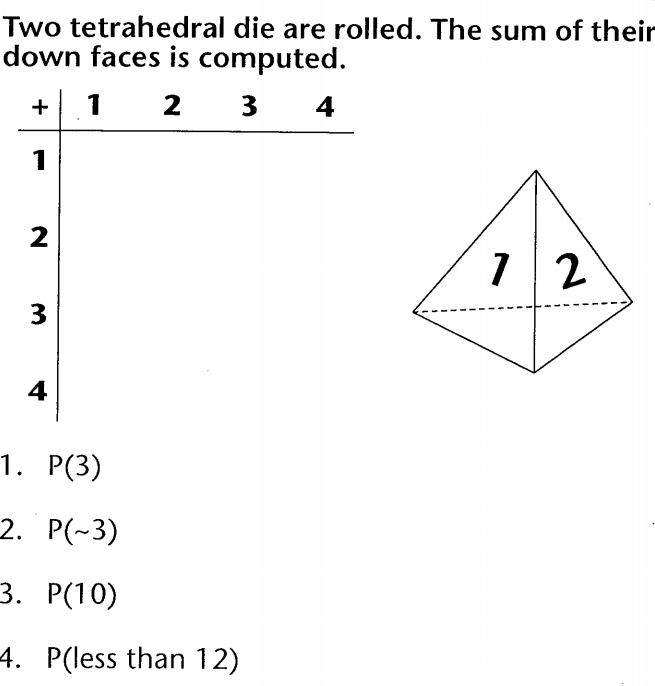 Two tetrahedral die are rolled. The sum of their
down faces is computed.
+ 1 2 3 4
1
2
3
4
1 2
1. P(3)
2. P(~3)
3. P(10)
4. P(less than 12)